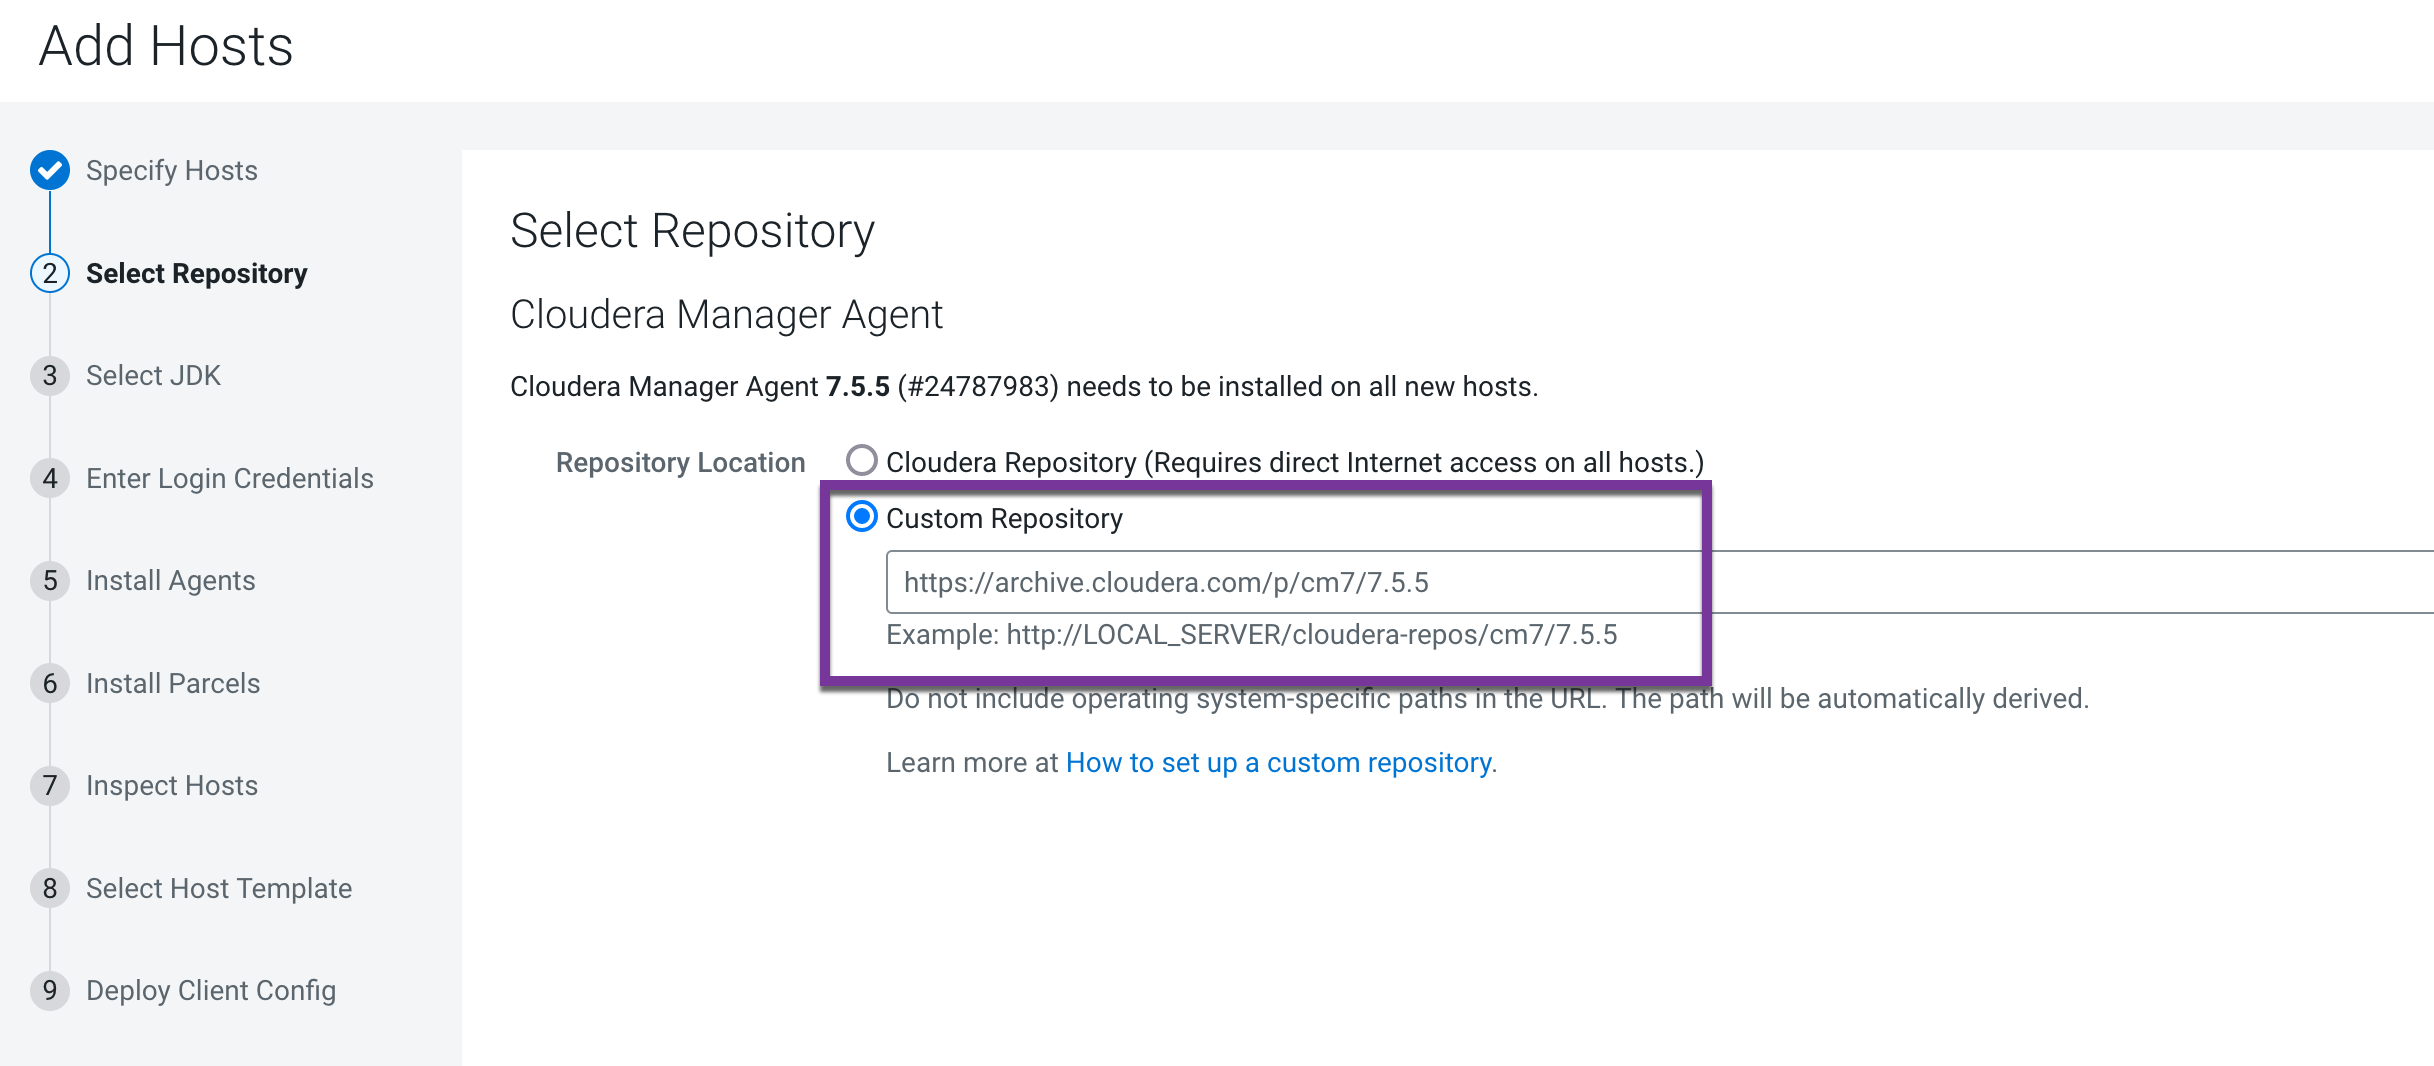 Add Hosts
Specify Hosts
2 Select Repository
3 Select JDK
4 Enter Login Credentials
5 Install Agents
6 Install Parcels
7 Inspect Hosts
8 Select Host Template
9 Deploy Client Config
Select Repository
Cloudera Manager Agent
Cloudera Manager Agent 7.5.5 (#24787983) needs to be installed on all new hosts.
Repository Location
Cloudera Repository (Requires direct Internet access on all hosts.)
Custom Repository
https://archive.cloudera.com/p/cm7/7.5.5
Example: http://LOCAL_SERVER/cloudera-repos/cm7/7.5.5
Do not include operating system-specific paths in the URL. The path will be automatically derived.
Learn more at How to set up a custom repository.